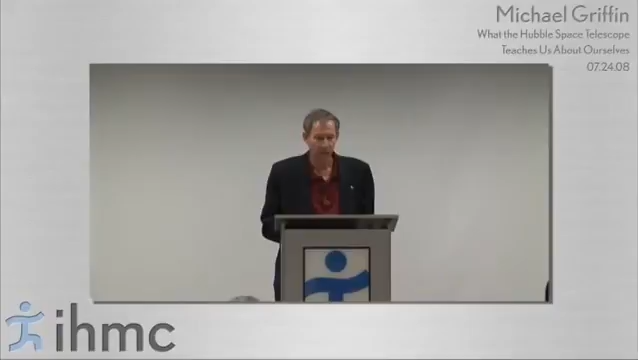 Michael Griffin
What the Hubble Space Telescope
Teaches Us About Ourselves
07.24.08
ihmc